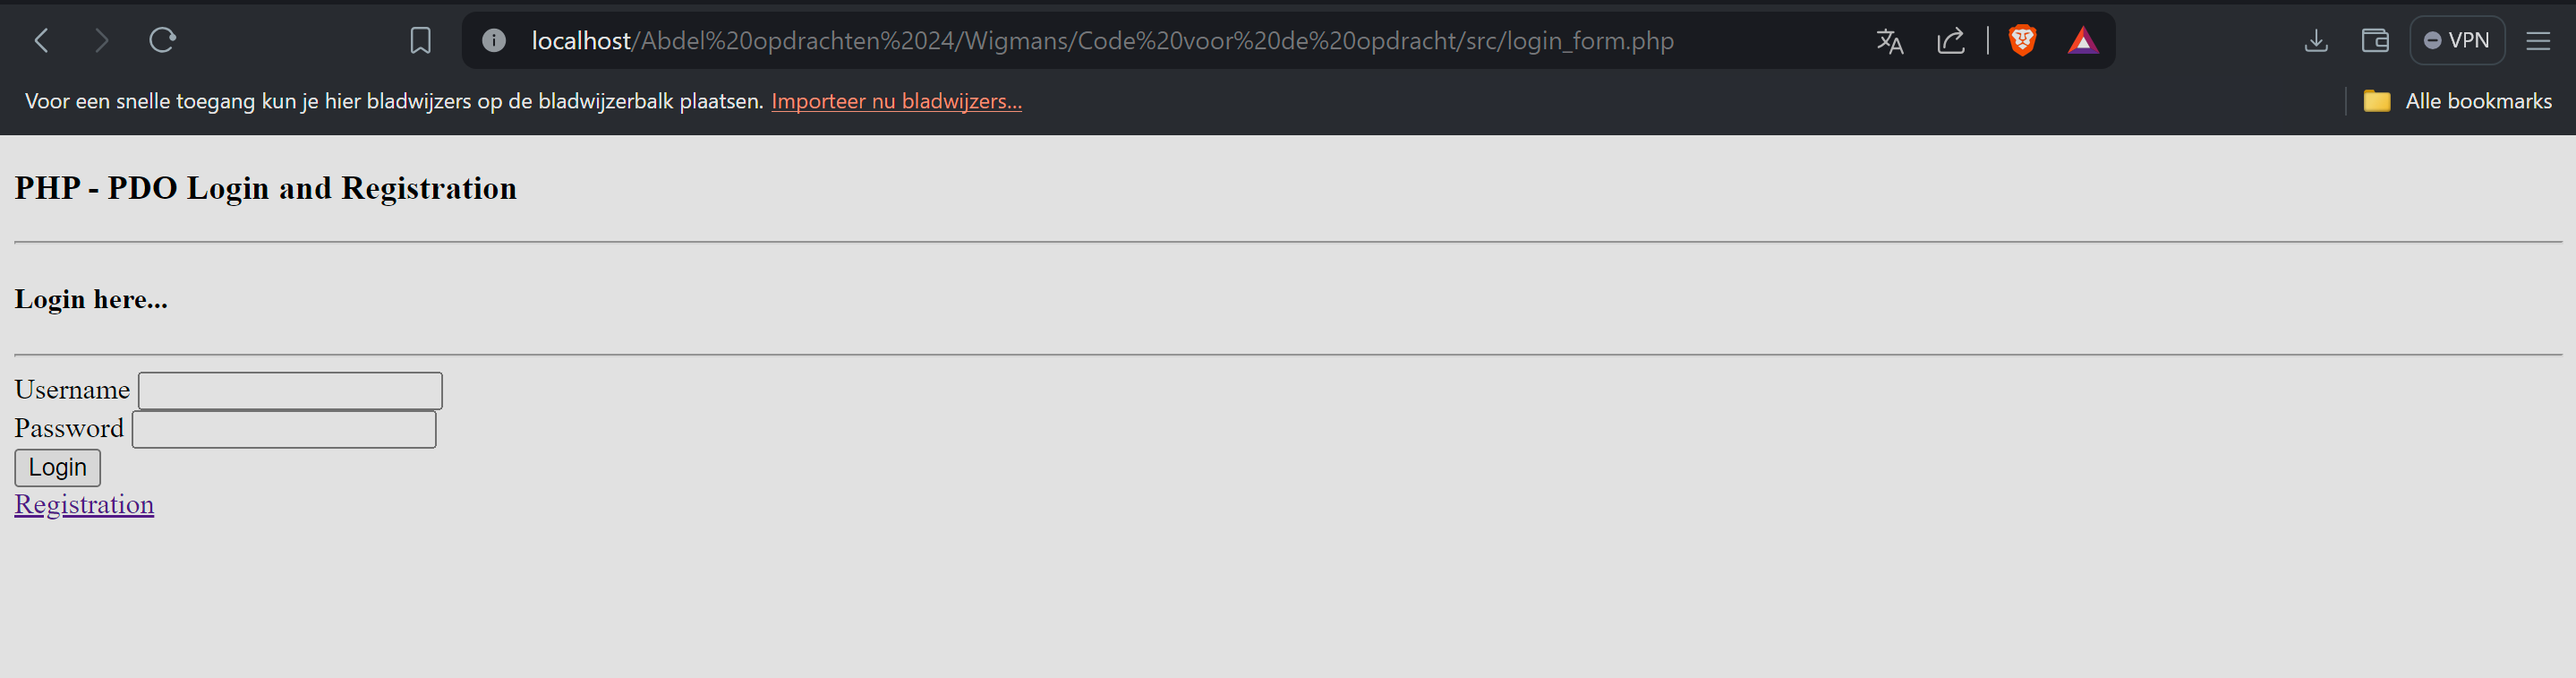 localhost/Abdel%20opdrachten%2024/Wigmans/Code%20voor%20de%20opdracht/src/login_form.php
VPN
Voor een snelle toegang kun je hier bladwijzers op de bladwijzerbalk plaatsen. Importeer nu bladwijzers...
Alle bookmarks
PHP - PDO Login and Registration
Login here...
Username
Password
Login
Registration